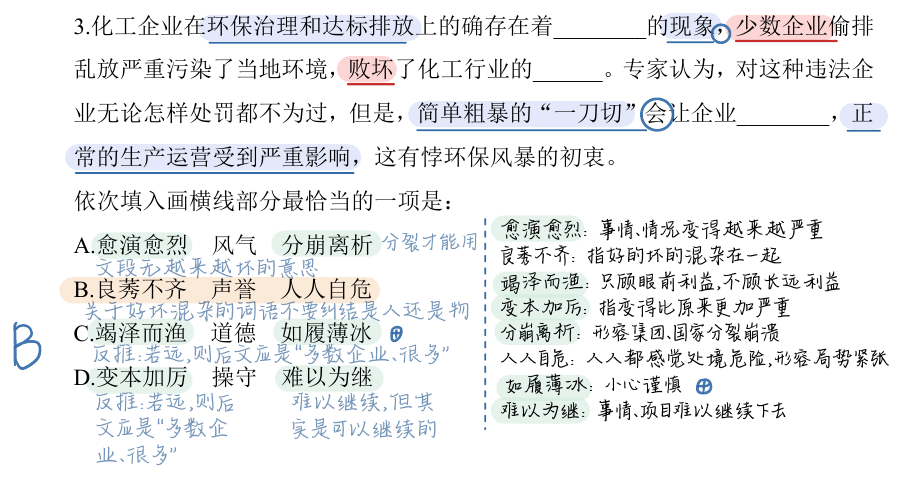 3.化工企业在环保治理和达标排放上的确存在着________的现象，少数企业偷排
乱放严重污染了当地环境，败坏了化工行业的______。专家认为，对这种违法企
业无论怎样处罚都不为过，但是，简单粗暴的“一刀切”会让企业________，正
常的生产运营受到严重影响，这有悖环保风暴的初衷。
依次填入画横线部分最恰当的一项是：
A.愈演愈烈 风气 分崩离析 分裂才能用
文段无越来越坏的意思
B.良莠不齐 声誉 人人自危
关于好坏混杂的词语不要纠结是人还是物
C.竭泽而渔 道德 如履薄冰 ⊕
反推:若远,则后文应是“多数企业、很多”
D.变本加厉 操守 难以为继
反推:若远,则后
文应是“多数企
业、很多”
难以继续,但其
实是可以继续的
B
愈演愈烈: 事情、情况变得越来越严重
良莠不齐: 指好的坏的混杂在一起
竭泽而渔: 只顾眼前利益,不顾长远利益
变本加厉: 指变得比原来更加严重
分崩离析: 形容集团、国家分裂崩溃
人人自危: 人人都感觉处境危险,形容局势紧张
如履薄冰: 小心谨慎 ⊕
难以为继: 事情、项目难以继续下去